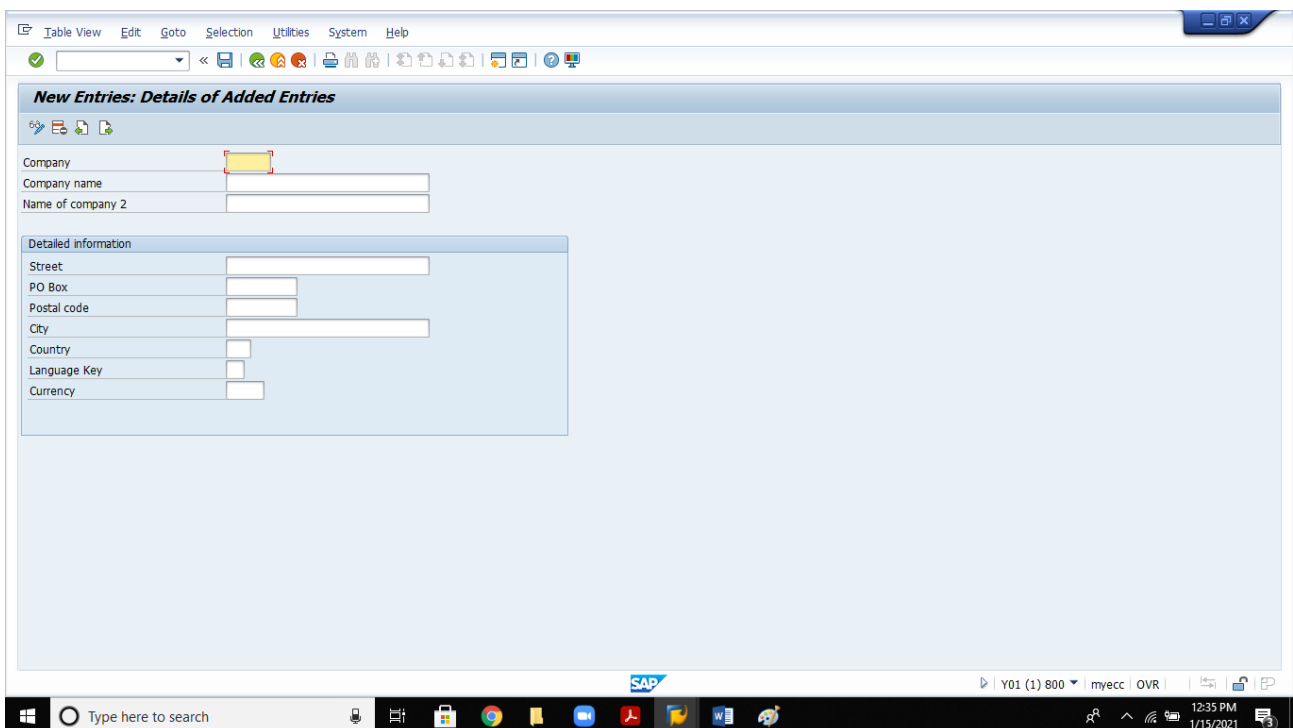 Table View Edit Goto Selection Utilities System Help
New Entries: Details of Added Entries
Company
Company name
Name of company 2
Detailed information
Street
PO Box
Postal code
City
Country
Language Key
Currency
SAP
Y01 (1) 800 myecc OVR
Type here to search
12:35 PM
1/15/2021
3